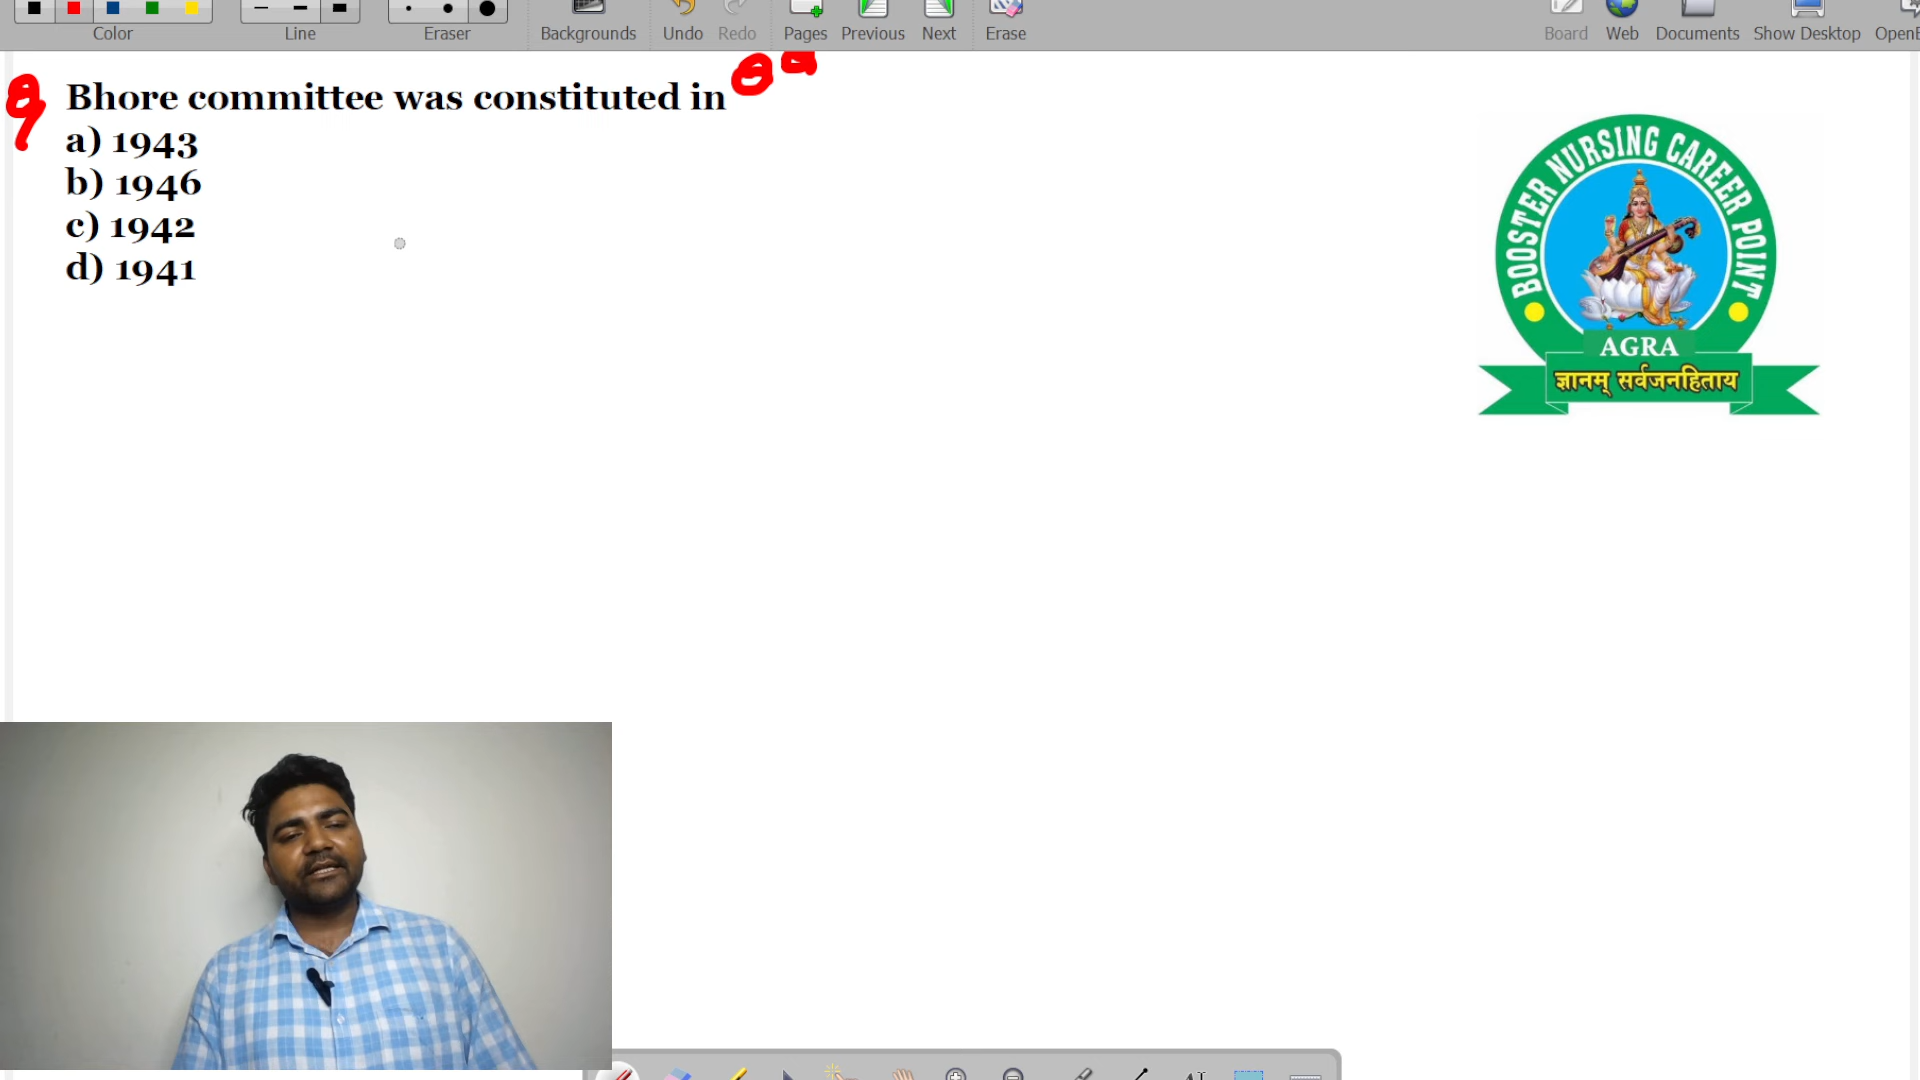 Color
Line
Eraser
Backgrounds
Undo
Redo
Pages
Previous
Next
Erase
Board
Web
Documents
Show Desktop
Bhore committee was constituted in
a) 1943
b) 1946
c) 1942
d) 1941
BOOSTER NURSING CAREER POINT
AGRA
ज्ञानम् सर्वजनहिताय